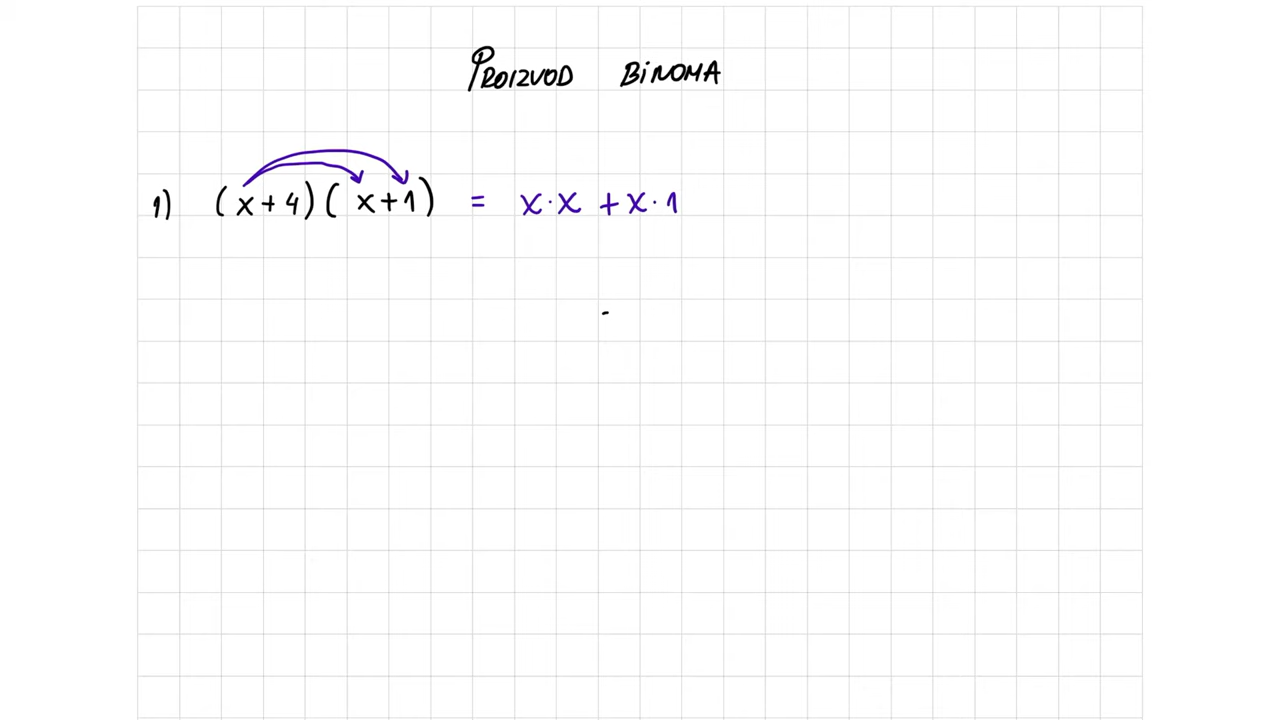 PROIZVOD BINOMA
1) (x+4)(x+1) = x·x + x·1